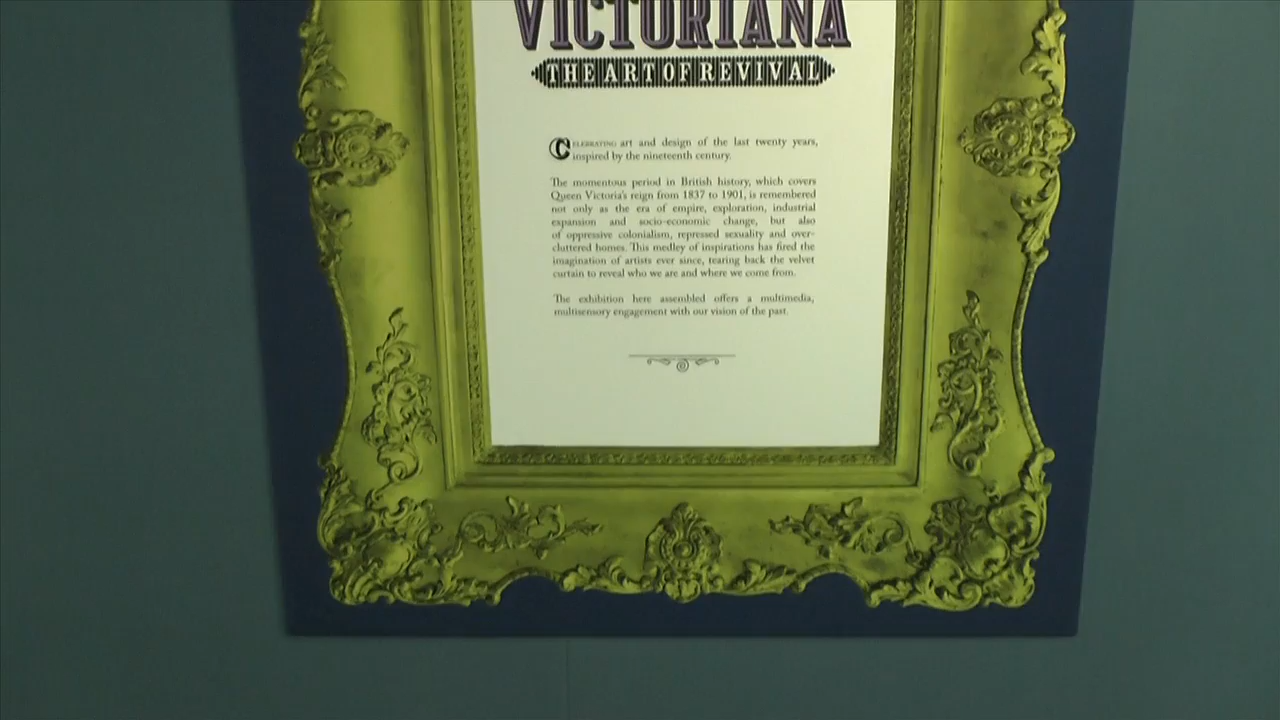 VICTORIANA
THE ART OF REVIVAL
CELEBRATING art and design of the last twenty years,
inspired by the nineteenth century.
The momentous period in British history, which covers
Queen Victoria's reign from 1837 to 1901, is remembered
not only as the era of empire, exploration, industrial
expansion and socio-economic change, but also
of oppressive colonialism, repressed sexuality and over-
cluttered homes. This medley of inspirations has fired the
imagination of artists ever since, tearing back the velvet
curtain to reveal who we are and where we come from.
The exhibition here assembled offers a multimedia,
multisensory engagement with our vision of the past.